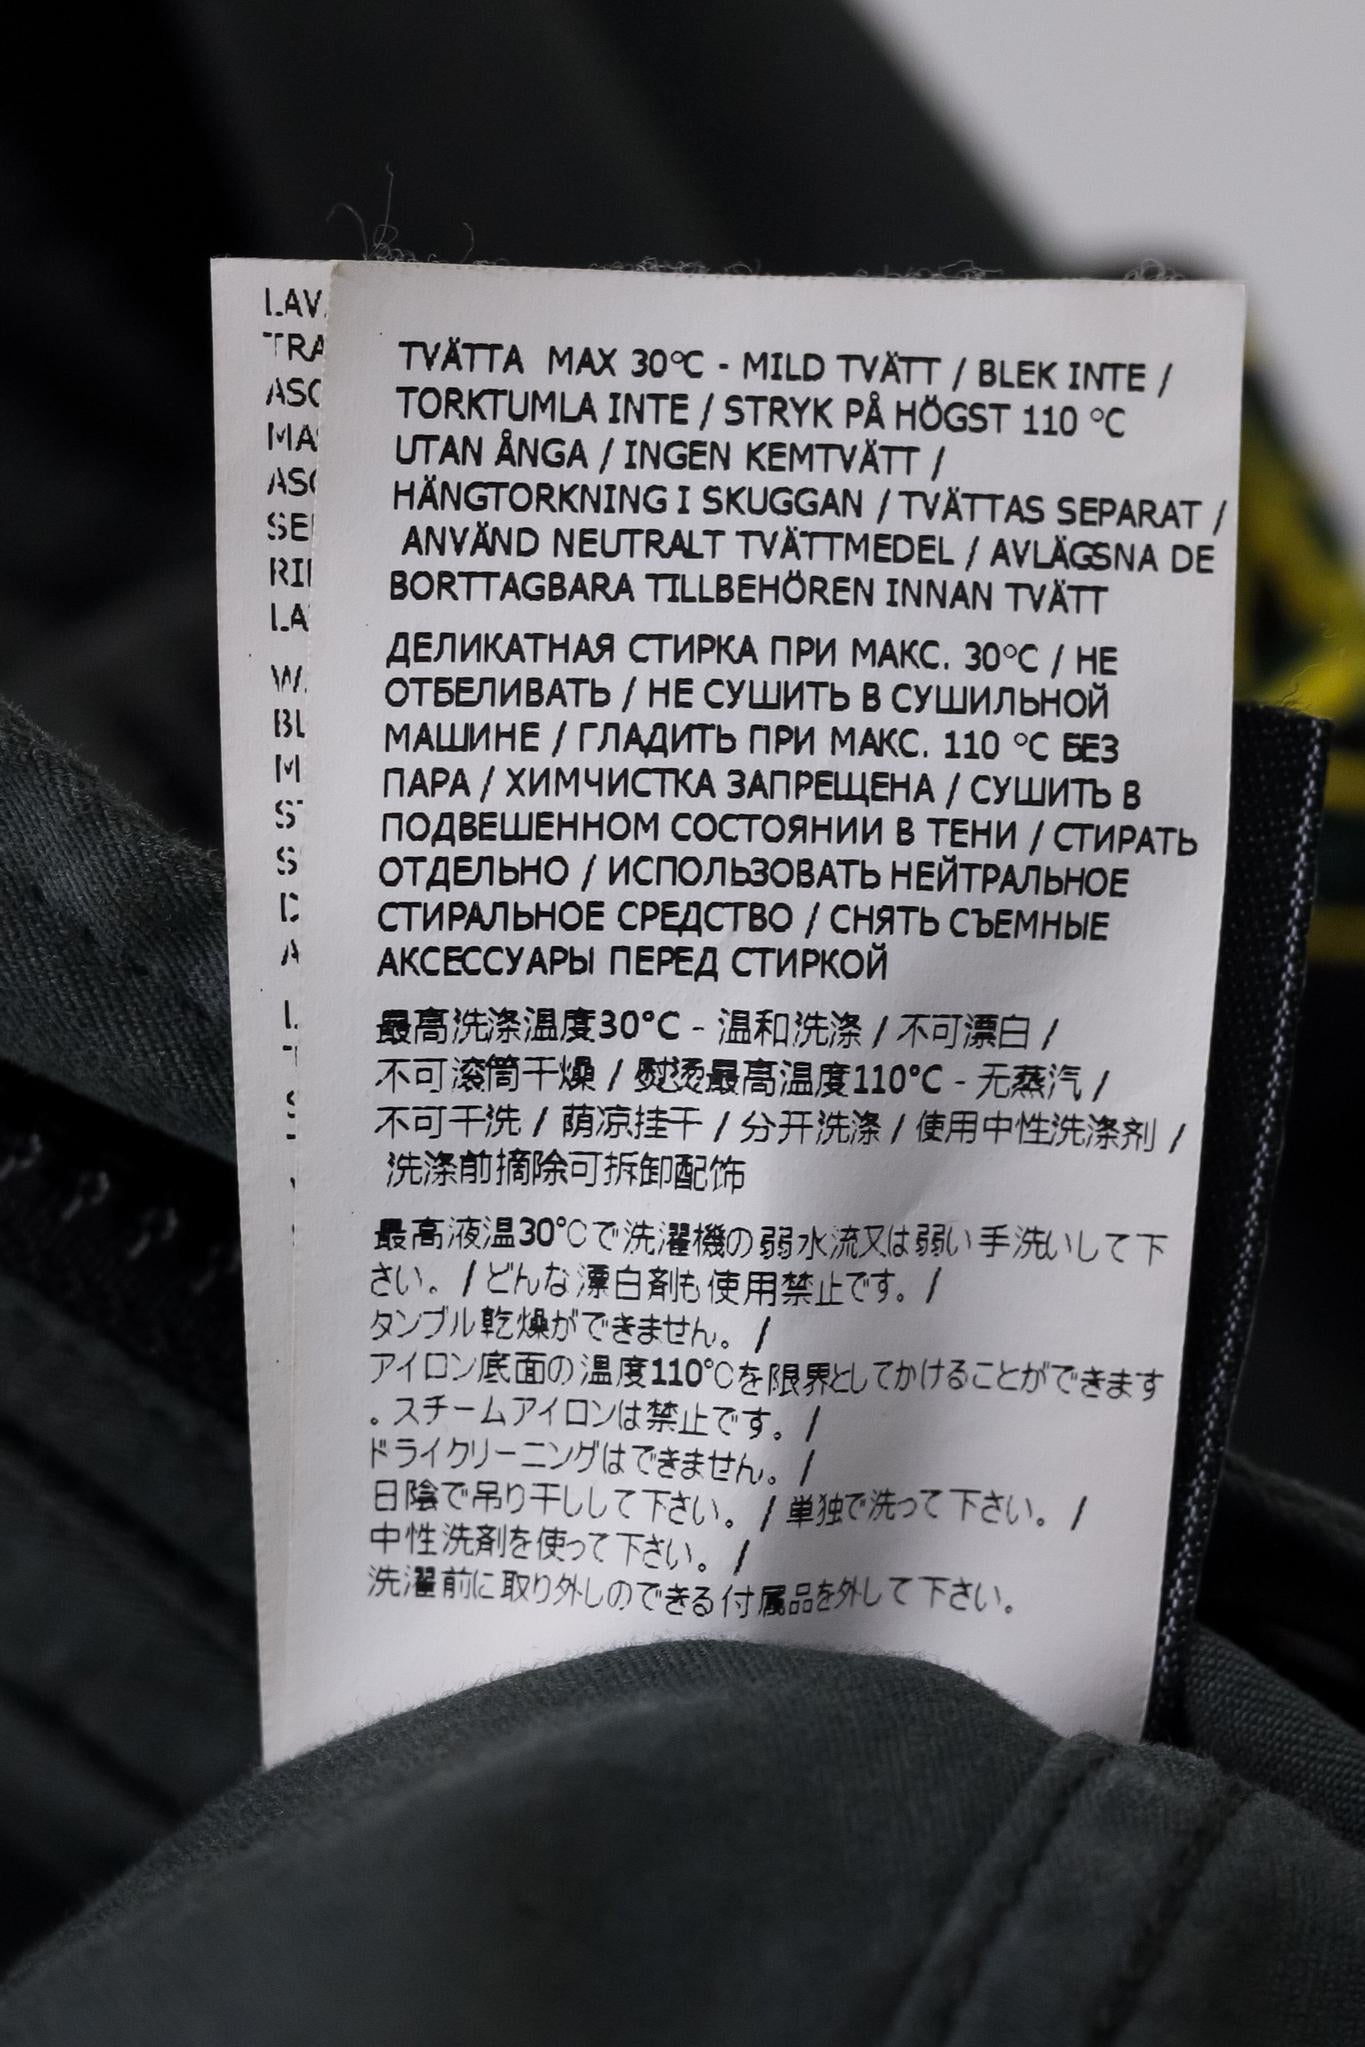 LAV
TRA
ASC
MA
ASC
SE
RI
LA
BL
M
TVÄTTA MAX 30°C - MILD TVÄTT / BLEK INTE /
TORKTUMLA INTE / STRYK PÅ HÖGST 110 °C
UTAN ÅNGA / INGEN KEMTVÄTT /
HÄNGTORKNING I SKUGGAN / TVÄTTAS SEPARAT /
ANVÄND NEUTRALT TVÄTTMEDEL / AVLÄGSNA DE
BORTTAGBARA TILLBEHÖREN INNAN TVÄTT
ДЕЛИКАТНАЯ СТИРКА ПРИ МАКС. 30°C / НЕ
ОТБЕЛИВАТЬ / НЕ СУШИТЬ В СУШИЛЬНОЙ
МАШИНЕ / ГЛАДИТЬ ПРИ МАКС. 110 °C БЕЗ
ПАРА / ХИМЧИСТКА ЗАПРЕЩЕНА / СУШИТЬ В
ПОДВЕШЕННОМ СОСТОЯНИИ В ТЕНИ / СТИРАТЬ
ОТДЕЛЬНО / ИСПОЛЬЗОВАТЬ НЕЙТРАЛЬНОЕ
СТИРАЛЬНОЕ СРЕДСТВО / СНЯТЬ СЪЕМНЫЕ
АКСЕССУАРЫ ПЕРЕД СТИРКОЙ
最高洗涤温度30°C - 温和洗涤 / 不可漂白 /
不可滚筒干燥 / 熨烫最高温度110°C - 无蒸汽 /
不可干洗 / 荫凉挂干 / 分开洗涤 / 使用中性洗涤剂 /
洗涤前摘除可拆卸配饰
最高液温30℃で洗濯機の弱水流又は弱い手洗いして下
さい。 / どんな漂白剤も使用禁止です。 /
タンブル乾燥ができません。 /
アイロン底面の温度110℃を限界としてかけることができます
。スチームアイロンは禁止です。 /
ドライクリーニングはできません。 /
日陰で吊り干しして下さい。 / 単独で洗って下さい。 /
中性洗剤を使って下さい。 /
洗濯前に取り外しのできる付属品を外して下さい。